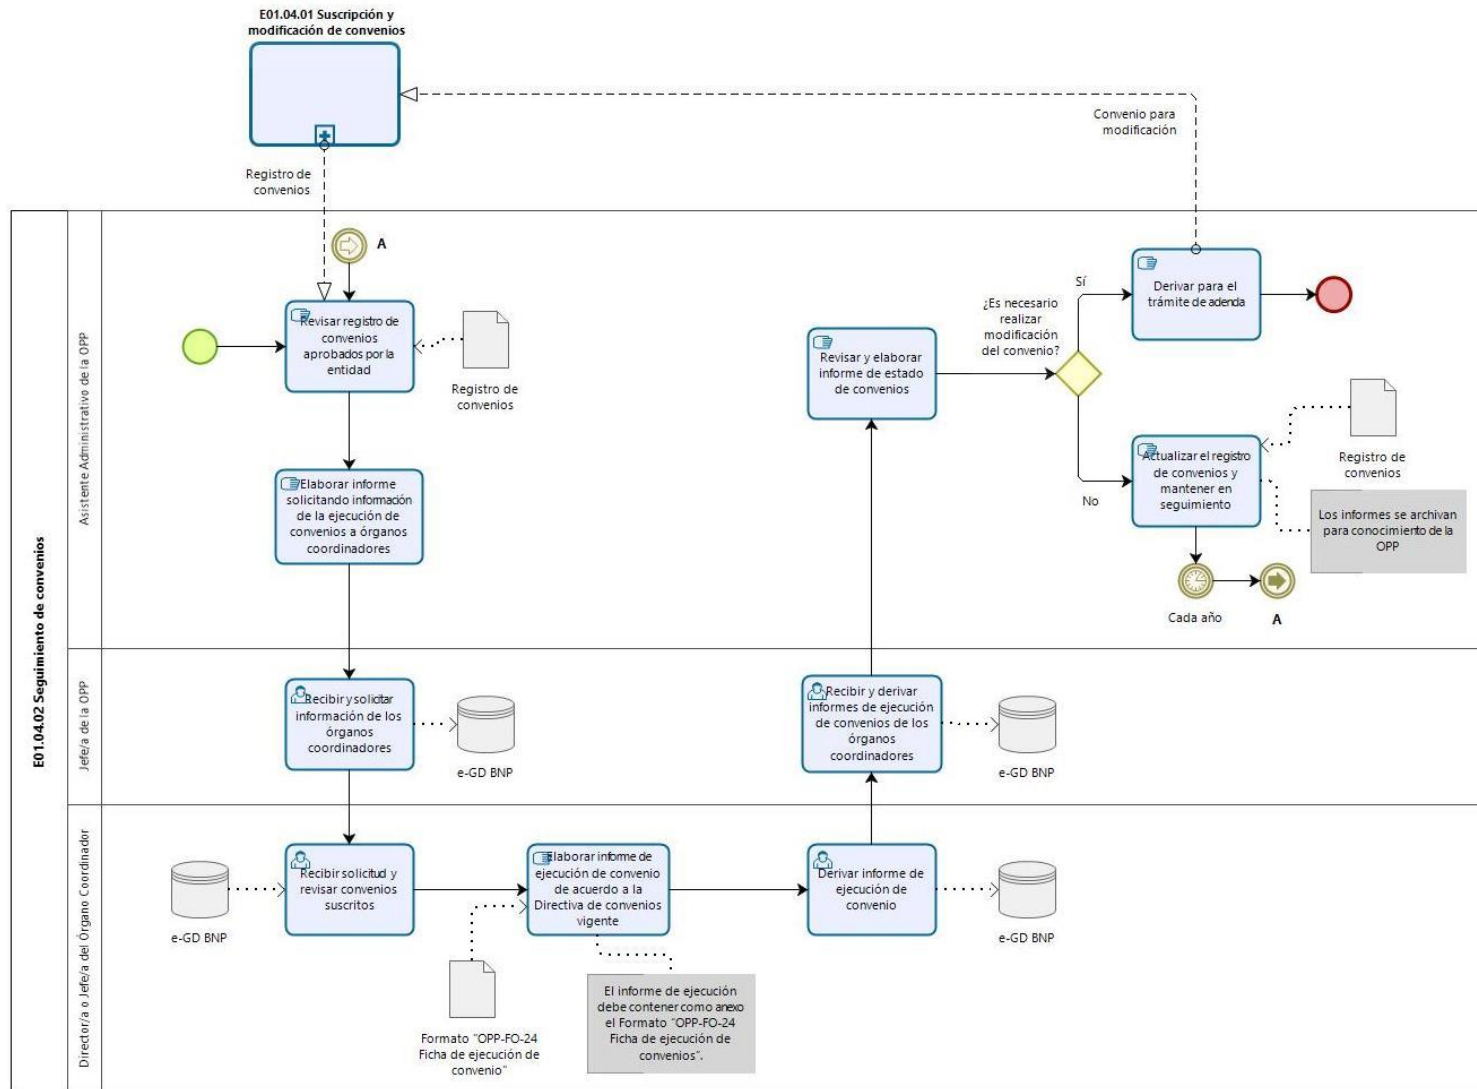 E01.04.01 Suscripción y
modificación de convenios
Convenio para
modificación
Registro de
convenios
E01.04.02 Seguimiento de convenios
Asistente Administrativo de la OPP
A
Revisar registro de
convenios
aprobados por la
entidad
Registro de
convenios
Elaborar informe
solicitando información
de la ejecución de
convenios a órganos
coordinadores
Revisar y elaborar
informe de estado
de convenios
¿Es necesario
realizar
modificación
del convenio?
Sí
Derivar para el
trámite de adenda
No
Actualizar el registro
de convenios y
mantener en
seguimiento
Registro de
convenios
Los informes se archivan
para conocimiento de la
OPP
Cada año
A
Jefe/a de la OPP
Recibir y solicitar
información de los
órganos
coordinadores
e-GD BNP
Recibir y derivar
informes de ejecución
de convenios de los
órganos
coordinadores
e-GD BNP
Director/a o Jefe/a del Órgano Coordinador
e-GD BNP
Recibir solicitud y
revisar convenios
suscritos
Elaborar informe de
ejecución de convenio
de acuerdo a la
Directiva de convenios
vigente
Derivar informe de
ejecución de
convenio
e-GD BNP
Formato "OPP-FO-24
Ficha de ejecución de
convenio"
El informe de ejecución
debe contener como anexo
el Formato "OPP-FO-24
Ficha de ejecución de
convenios".